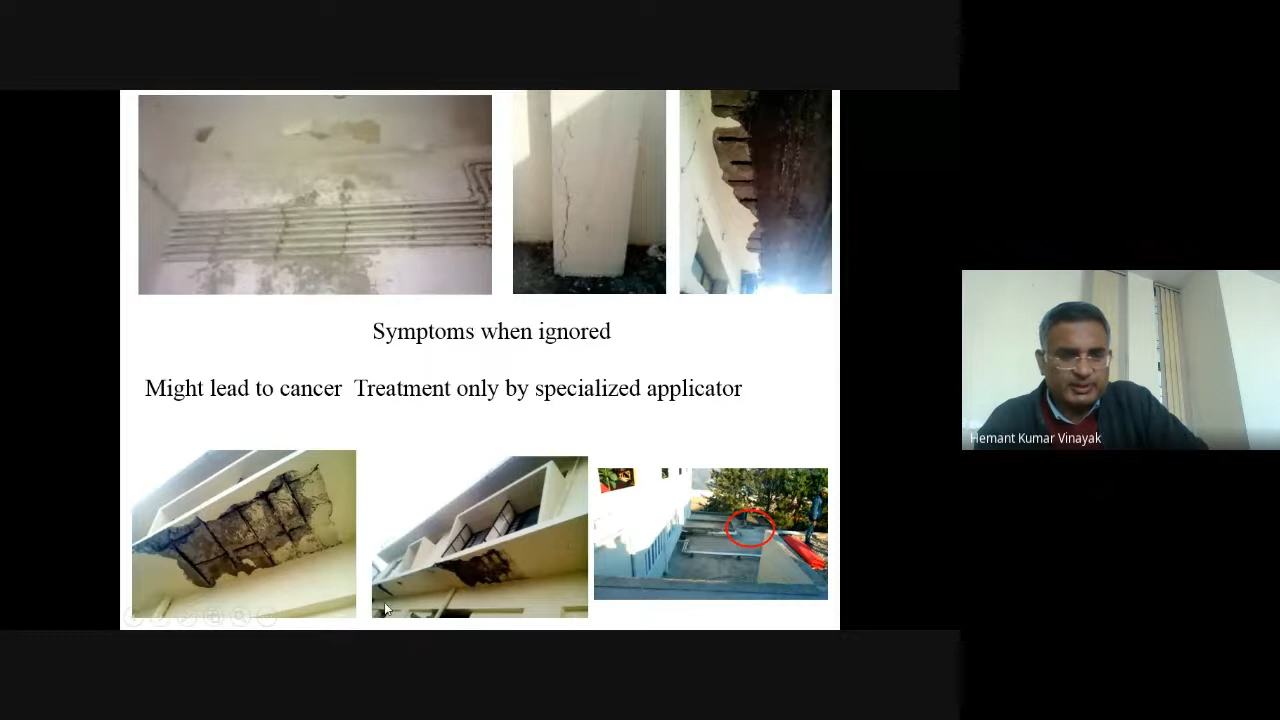 Symptoms when ignored
Might lead to cancer  Treatment only by specialized applicator
Hemant Kumar Vinayak